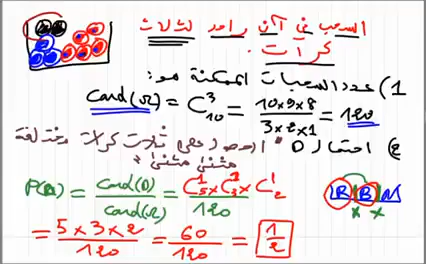 السحب في آن واحد لثلاث
كرات.
1) عدد السحبات الممكنة هو:
Card(Ω) = C³₁₀ = 10×9×8 / 3×2×1 = 120
2) احتمال D "الحصول على ثلاث كرات مختلفة
مثنى مثنى"
P(D) = Card(D) / Card(Ω) = C¹₅ × C¹₃ × C¹₂ / 120
R B N
= 5×3×2 / 120 = 60 / 120 = 1/2